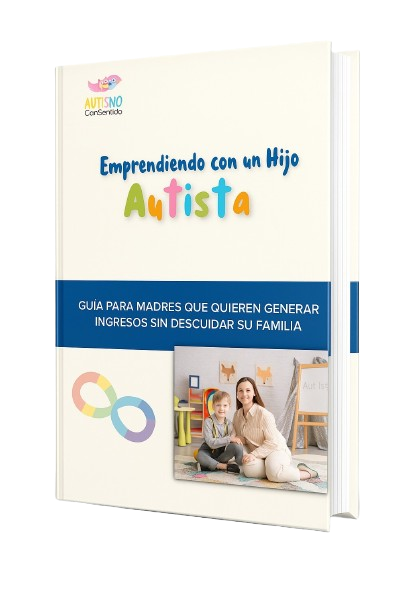 AUTISNO
ConSentido
Emprendiendo con un Hijo
Autista
GUÍA PARA MADRES QUE QUIEREN GENERAR
INGRESOS SIN DESCUIDAR SU FAMILIA